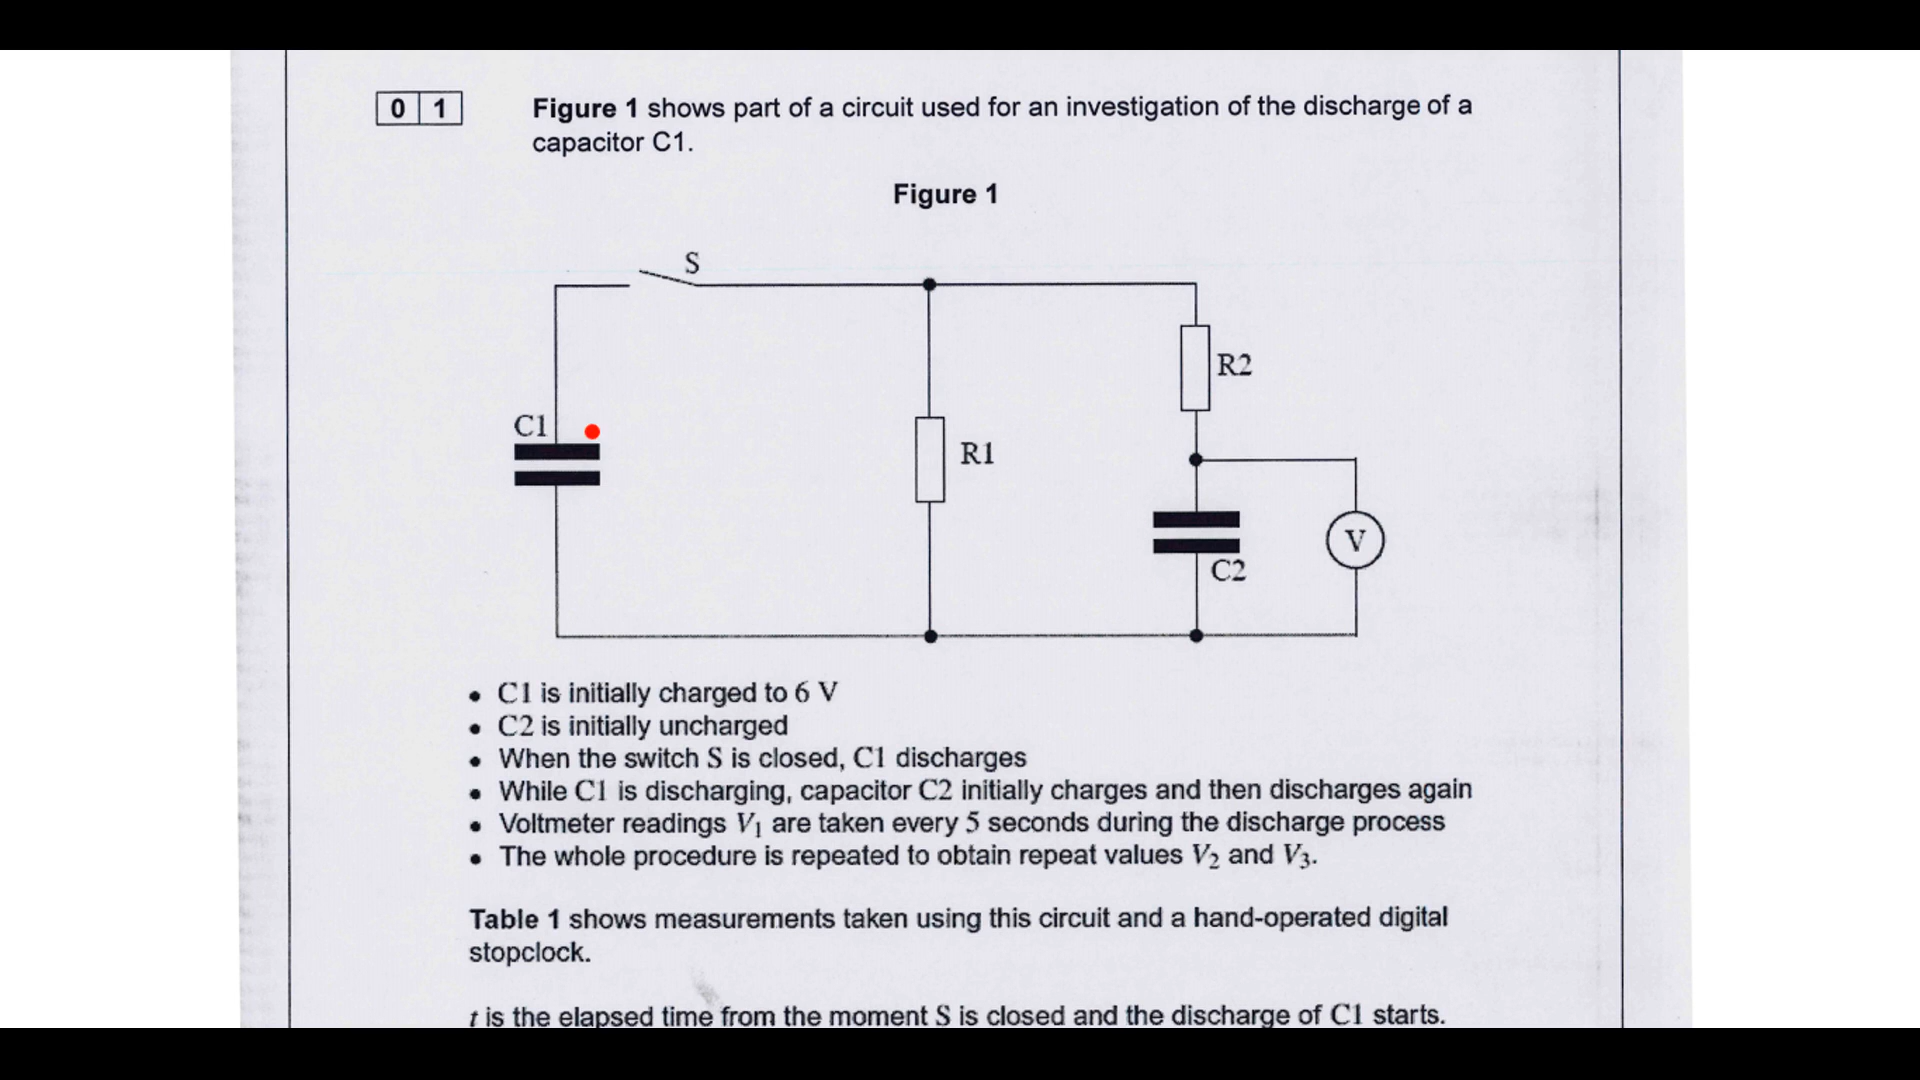 0 1
Figure 1 shows part of a circuit used for an investigation of the discharge of a
capacitor C1.
Figure 1
S
R2
C1
R1
V
C2
• C1 is initially charged to 6 V
• C2 is initially uncharged
• When the switch S is closed, C1 discharges
• While C1 is discharging, capacitor C2 initially charges and then discharges again
• Voltmeter readings V₁ are taken every 5 seconds during the discharge process
• The whole procedure is repeated to obtain repeat values V₂ and V₃.
Table 1 shows measurements taken using this circuit and a hand-operated digital
stopclock.
t is the elapsed time from the moment S is closed and the discharge of C1 starts.